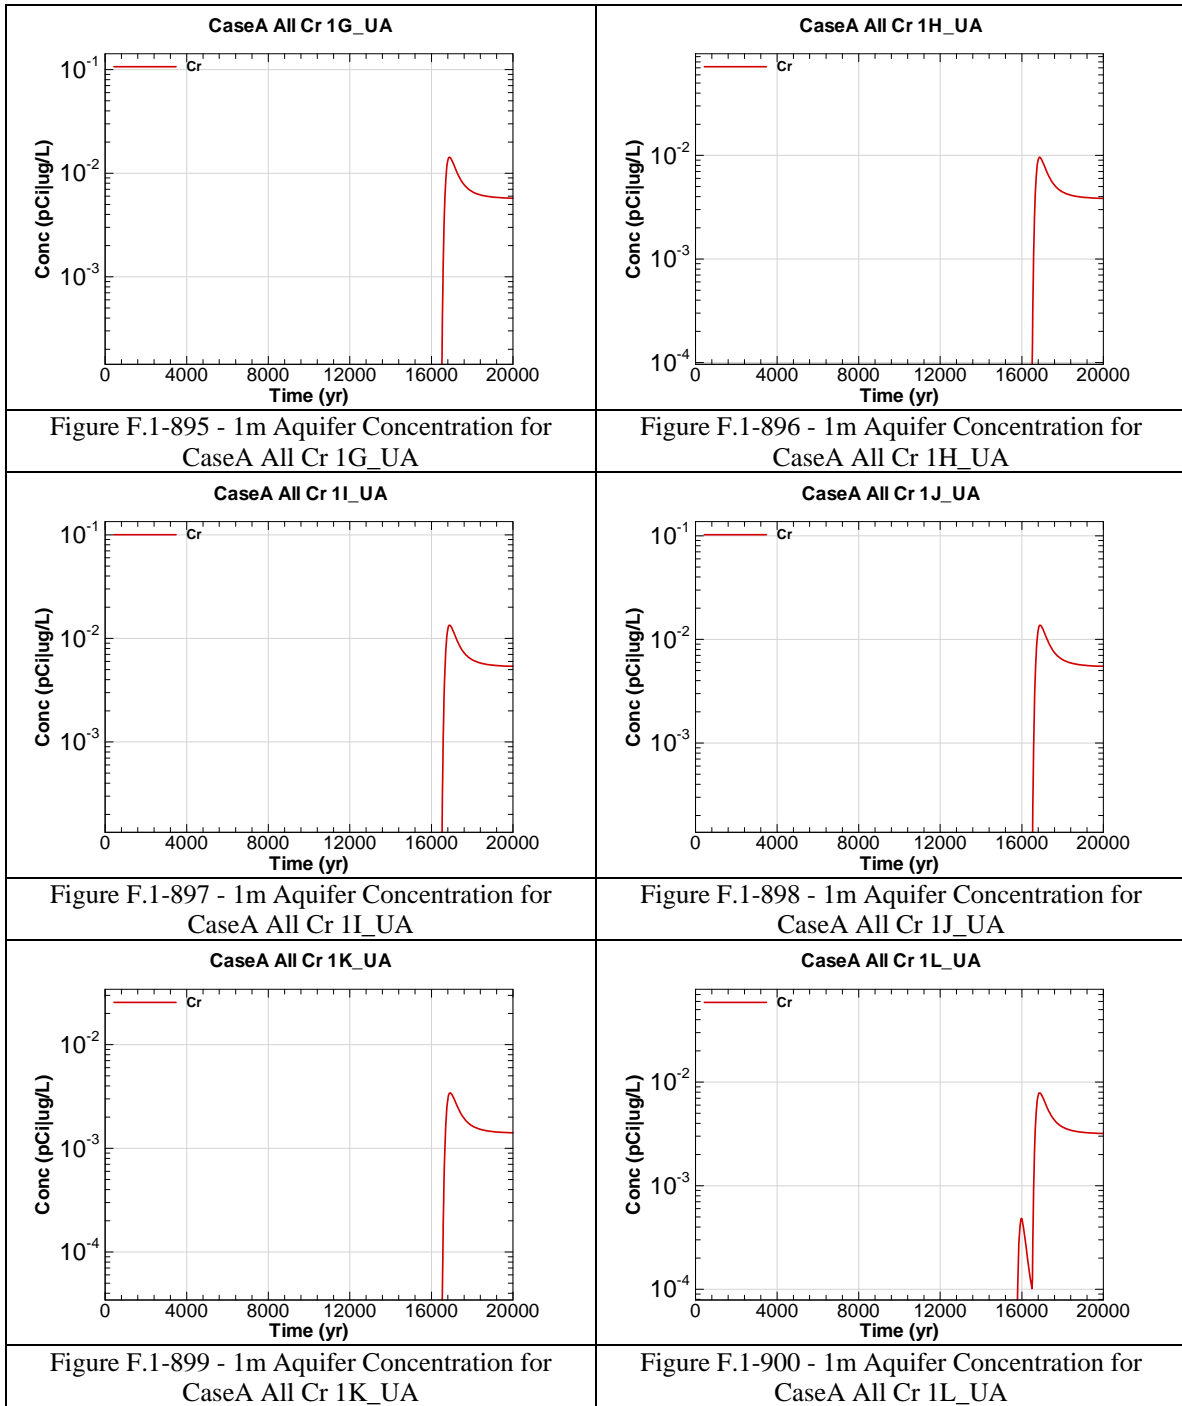 CaseA All Cr 1G_UA
Cr
10-1
10-2
10-3
Conc (pCi|ug/L)
0 4000 8000 12000 16000 20000
Time (yr)
Figure F.1-895 - 1m Aquifer Concentration for
CaseA All Cr 1G_UA
CaseA All Cr 1H_UA
Cr
10-2
10-3
10-4
Conc (pCi|ug/L)
0 4000 8000 12000 16000 20000
Time (yr)
Figure F.1-896 - 1m Aquifer Concentration for
CaseA All Cr 1H_UA
CaseA All Cr 1I_UA
Cr
10-1
10-2
10-3
Conc (pCi|ug/L)
0 4000 8000 12000 16000 20000
Time (yr)
Figure F.1-897 - 1m Aquifer Concentration for
CaseA All Cr 1I_UA
CaseA All Cr 1J_UA
Cr
10-1
10-2
10-3
Conc (pCi|ug/L)
0 4000 8000 12000 16000 20000
Time (yr)
Figure F.1-898 - 1m Aquifer Concentration for
CaseA All Cr 1J_UA
CaseA All Cr 1K_UA
Cr
10-2
10-3
10-4
Conc (pCi|ug/L)
0 4000 8000 12000 16000 20000
Time (yr)
Figure F.1-899 - 1m Aquifer Concentration for
CaseA All Cr 1K_UA
CaseA All Cr 1L_UA
Cr
10-2
10-3
10-4
Conc (pCi|ug/L)
0 4000 8000 12000 16000 20000
Time (yr)
Figure F.1-900 - 1m Aquifer Concentration for
CaseA All Cr 1L_UA